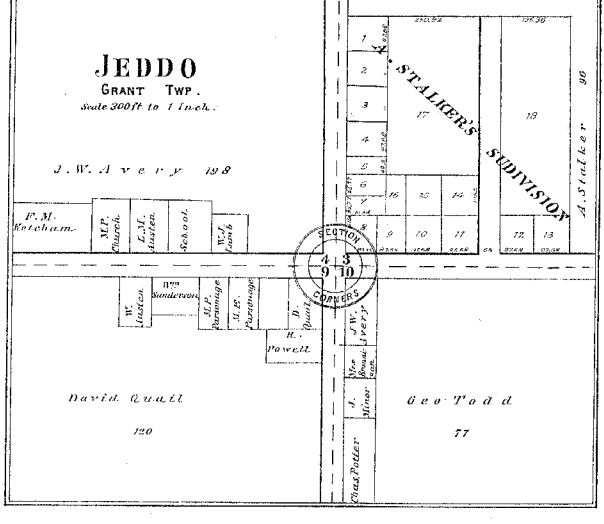 JEDDO
GRANT TWP.
Scale 300 ft to 1 Inch.
J. W. Avery 198
F. M. Ketcham
M.P. Church.
L. M. Austen
School
W. J. Lamb
1
2
3
4
5
6
7
8
9
10
11
12
13
14
15
16
17
18
A. STALKER'S SUDIVISION
A. Stalker 96
SECTION
4 3
9 10
CORNERS
W. Austen
Wm Sanderson
M.P. Parsonage
M.E. Parsonage
D. Quail
R. Powell
J. W. Avery
J. Minor
Chas. Potter
David Quail
120
Geo Todd
77